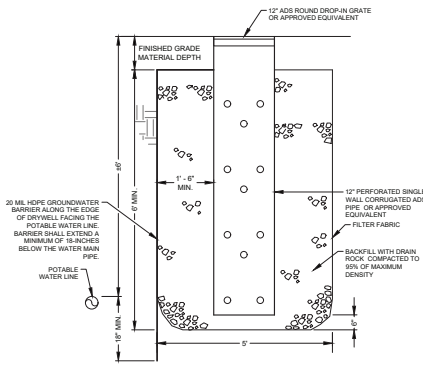 12" ADS ROUND DROP-IN GRATE
OR APPROVED EQUIVALENT
FINISHED GRADE
MATERIAL DEPTH
±6'
6' MIN.
1' - 6"
MIN.
20 MIL HDPE GROUNDWATER
BARRIER ALONG THE EDGE
OF DRYWELL FACING THE
POTABLE WATER LINE.
BARRIER SHALL EXTEND A
MINIMUM OF 18-INCHES
BELOW THE WATER MAIN
PIPE.
12" PERFORATED SINGLE
WALL CORRUGATED ADS
PIPE OR APPROVED
EQUIVALENT
FILTER FABRIC
BACKFILL WITH DRAIN
ROCK COMPACTED TO
95% OF MAXIMUM
DENSITY
POTABLE
WATER LINE
18" MIN.
6"
5'